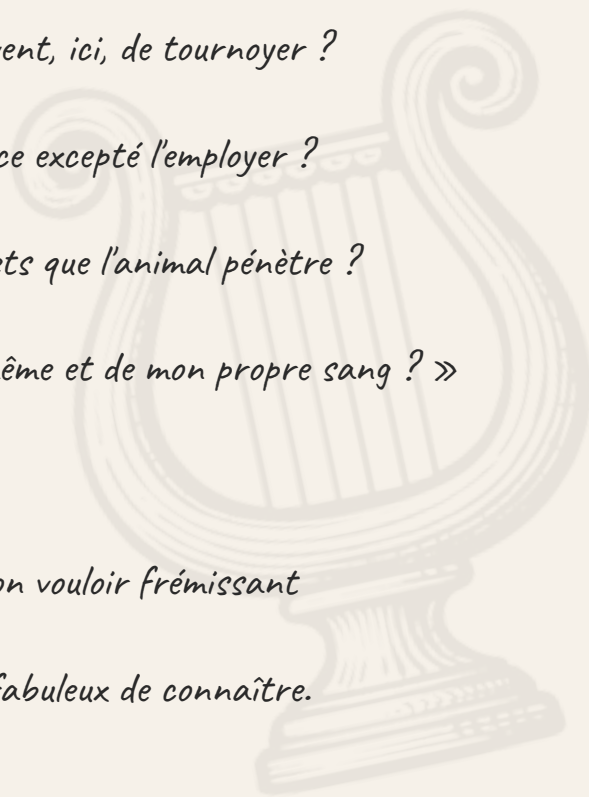 ent, ici, de tournoyer ?
ce excepté l'employer ?
ets que l'animal pénètre ?
ême et de mon propre sang ? »
on vouloir frémissant
fabuleux de connaître.